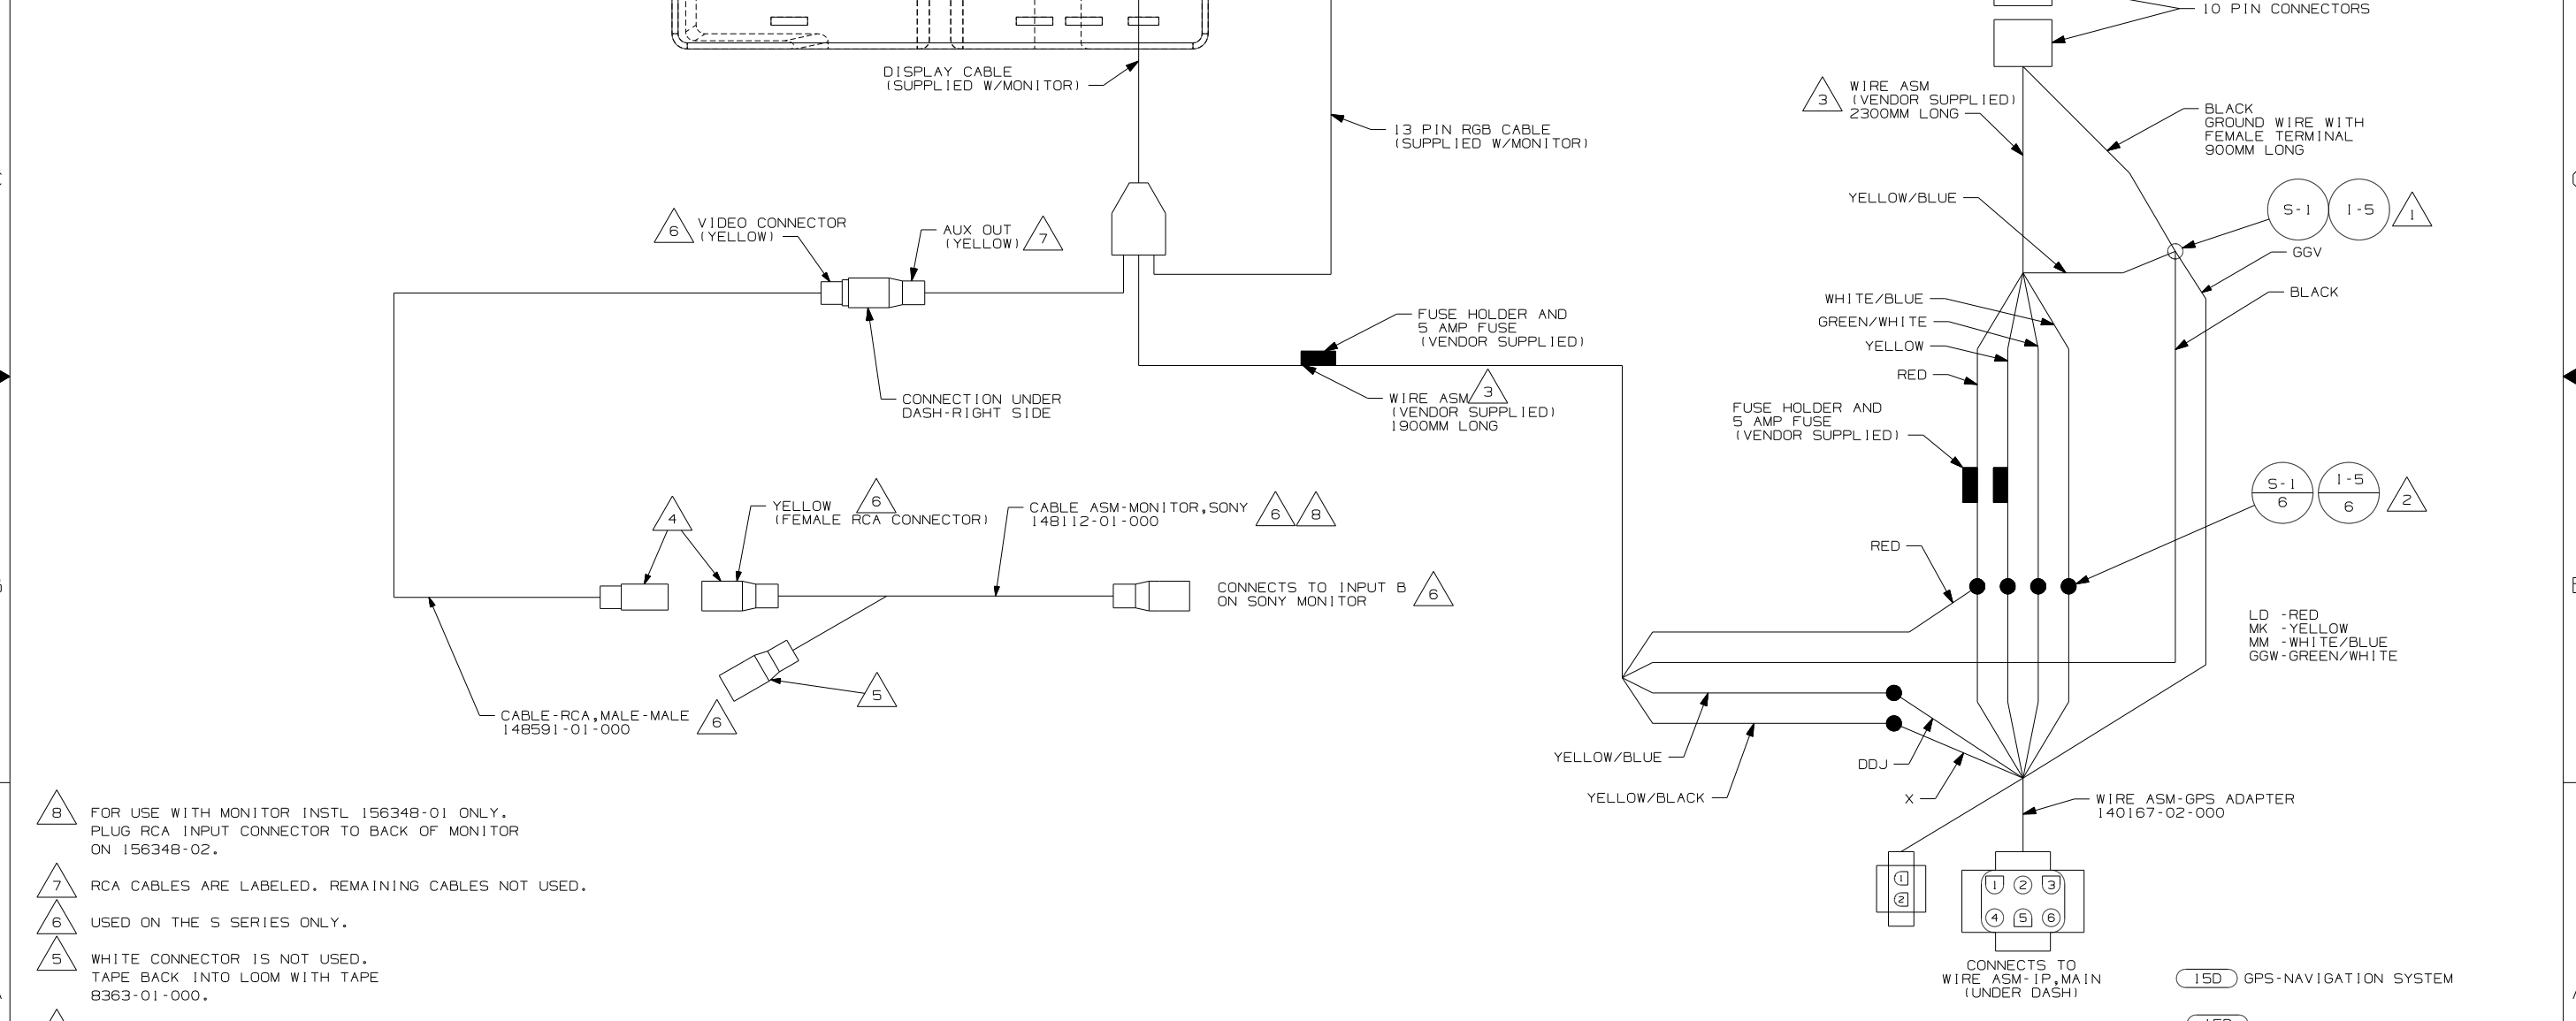 10 PIN CONNECTORS
DISPLAY CABLE
(SUPPLIED W/MONITOR)
13 PIN RGB CABLE
(SUPPLIED W/MONITOR)
3
WIRE ASM
(VENDOR SUPPLIED)
2300MM LONG
BLACK
GROUND WIRE WITH
FEMALE TERMINAL
900MM LONG
YELLOW/BLUE
S-1
I-5
1
GGV
BLACK
6
VIDEO CONNECTOR
(YELLOW)
AUX OUT
(YELLOW)
7
WHITE/BLUE
GREEN/WHITE
YELLOW
RED
FUSE HOLDER AND
5 AMP FUSE
(VENDOR SUPPLIED)
CONNECTION UNDER
DASH-RIGHT SIDE
WIRE ASM
3
(VENDOR SUPPLIED)
1900MM LONG
FUSE HOLDER AND
5 AMP FUSE
(VENDOR SUPPLIED)
S-1
6
I-5
6
2
4
YELLOW
(FEMALE RCA CONNECTOR)
6
CABLE ASM-MONITOR,SONY
148112-01-000
6
8
RED
CONNECTS TO INPUT B
ON SONY MONITOR
6
LD -RED
MK -YELLOW
MM -WHITE/BLUE
GGW-GREEN/WHITE
5
CABLE-RCA,MALE-MALE
148591-01-000
6
YELLOW/BLUE
YELLOW/BLACK
DDJ
X
WIRE ASM-GPS ADAPTER
140167-02-000
1
2
1 2 3
4 5 6
CONNECTS TO
WIRE ASM-IP,MAIN
(UNDER DASH)
15D GPS-NAVIGATION SYSTEM
8 FOR USE WITH MONITOR INSTL 156348-01 ONLY.
PLUG RCA INPUT CONNECTOR TO BACK OF MONITOR
ON 156348-02.
7 RCA CABLES ARE LABELED. REMAINING CABLES NOT USED.
6 USED ON THE S SERIES ONLY.
5 WHITE CONNECTOR IS NOT USED.
TAPE BACK INTO LOOM WITH TAPE
8363-01-000.